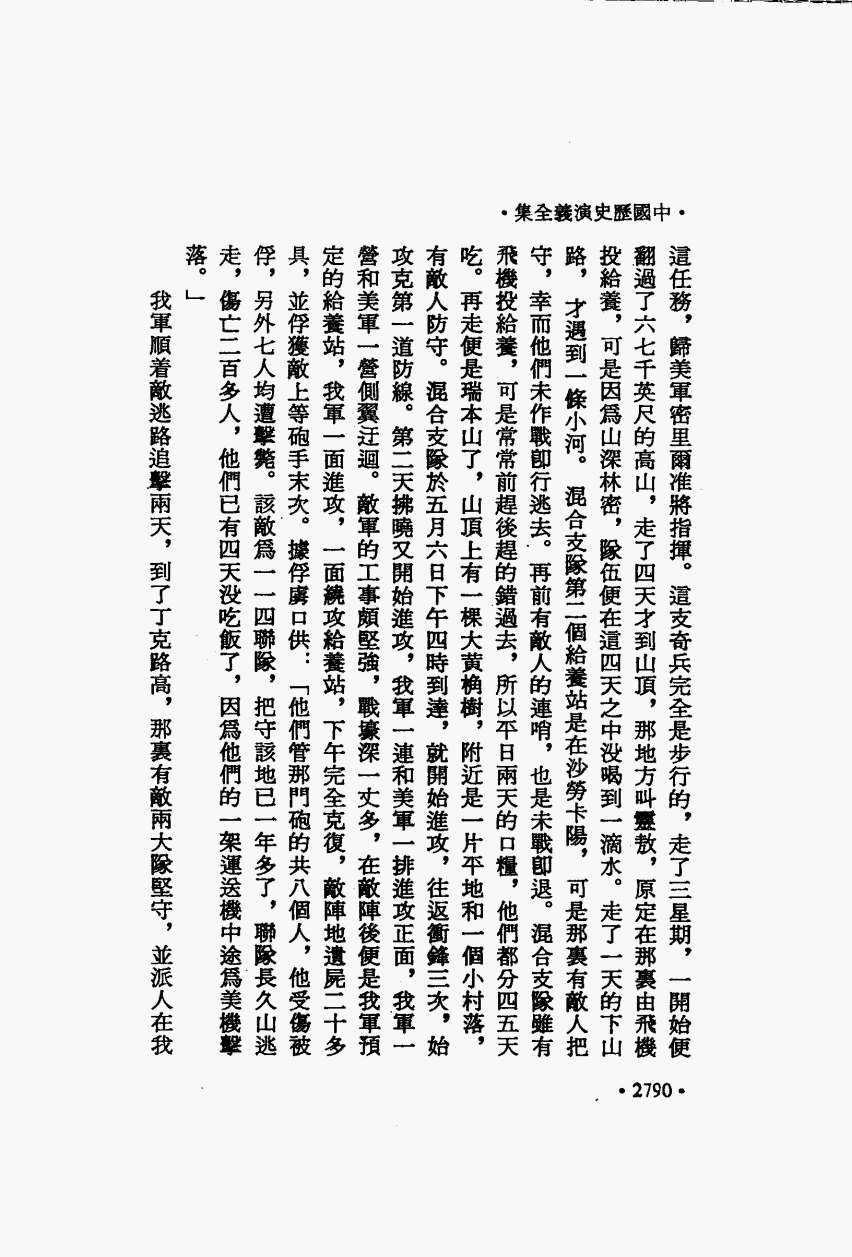 •中國歷史演義全集•
這任務，歸美軍密里爾准將指揮。這支奇兵完全是步行的，走了三星期，一開始便
翻過了六七千英尺的高山，走了四天才到山頂，那地方叫靈敖，原定在那裏由飛機
投給養，可是因爲山深林密，隊伍便在這四天之中没喝到一滴水。走了一天的下山
路，才遇到一條小河。混合支隊第二個給養站是在沙勞卡陽，可是那裏有敵人把
守，幸而他們未作戰卽行逃去。再前有敵人的連哨，也是未戰卽退。混合支隊雖有
飛機投給養，可是常常前趕後趕的錯過去，所以平日兩天的口糧，他們都分四五天
吃。再走便是瑞本山了，山頂上有一棵大黄桷樹，附近是一片平地和一個小村落，
有敵人防守。混合支隊於五月六日下午四時到達，就開始進攻，往返衝鋒三次，始
攻克第一道防線。第二天拂曉又開始進攻，我軍一連和美軍一排進攻正面，我軍一
營和美軍一營側翼迂迴。敵軍的工事頗堅強，戰壕深一丈多，在敵陣後便是我軍預
定的給養站，我軍一面進攻，一面繞攻給養站，下午完全克復，敵陣地遺屍二十多
具，並俘獲敵上等砲手末次。據俘虜口供：「他們管那門砲的共八個人，他受傷被
俘，另外七人均遭擊斃。該敵爲一一四聯隊，把守該地已一年多了，聯隊長久山逃
走，傷亡二百多人，他們已有四天没吃飯了，因爲他們的一架運送機中途爲美機擊
落。」
我軍順着敵逃路追擊兩天，到了丁克路高，那裏有敵兩大隊堅守，並派人在我
•2790•